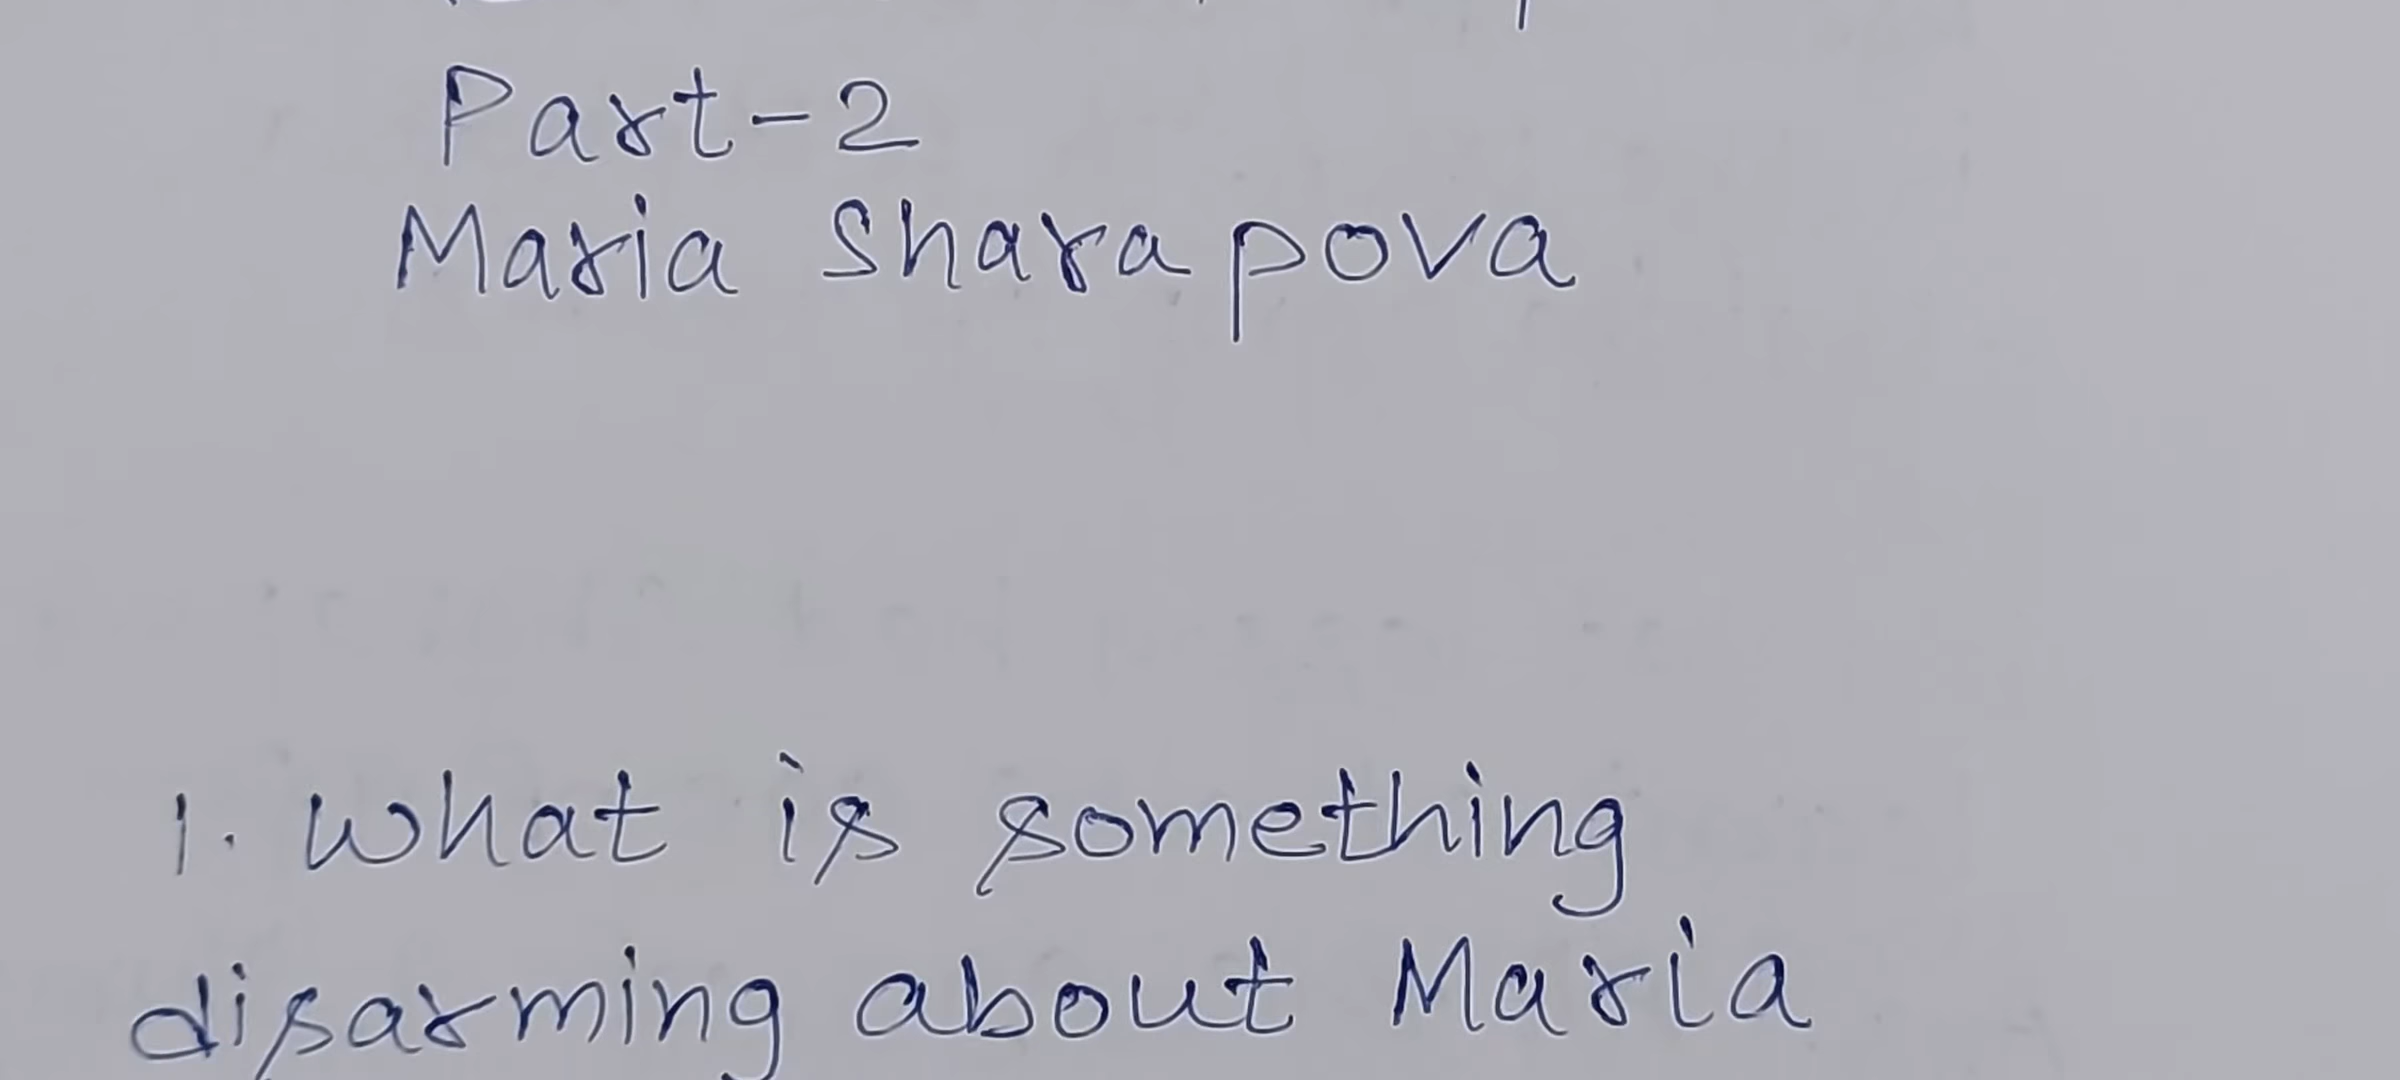 Part-2
Maria Sharapova
1. What is something
disarming about Maria